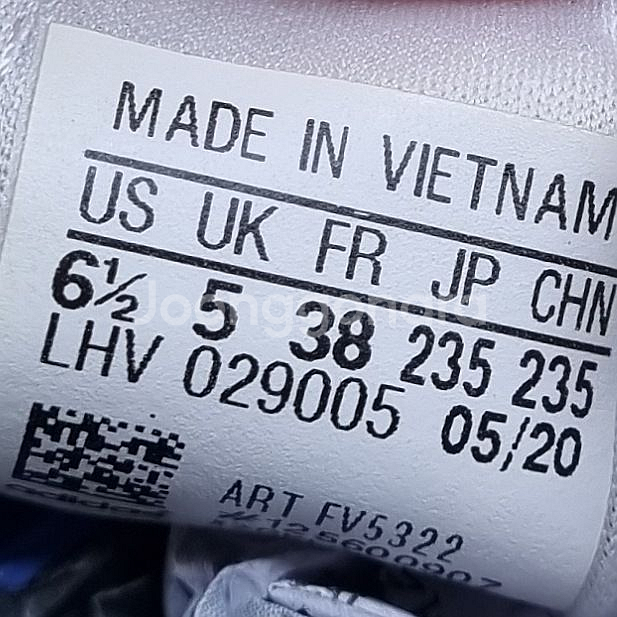 MADE IN VIETNAM
US UK FR JP CHN
6½ 5 38 235 235
Joonggonara
LHV 029005 05/20
ART FV5322